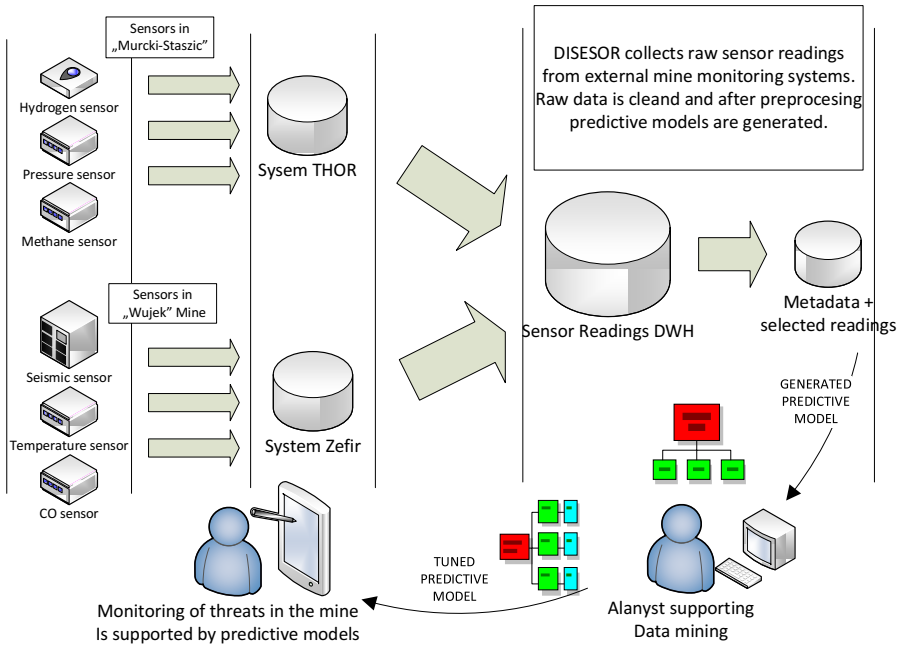 Sensors in
„Murcki-Staszic”
Hydrogen sensor
Pressure sensor
Methane sensor
Sysem THOR
DISESOR collects raw sensor readings
from external mine monitoring systems.
Raw data is cleand and after preprocesing
predictive models are generated.
Sensors in
„Wujek” Mine
Seismic sensor
Temperature sensor
CO sensor
System Zefir
Sensor Readings DWH
Metadata +
selected readings
GENERATED
PREDICTIVE
MODEL
TUNED
PREDICTIVE
MODEL
Monitoring of threats in the mine
Is supported by predictive models
Alanyst supporting
Data mining